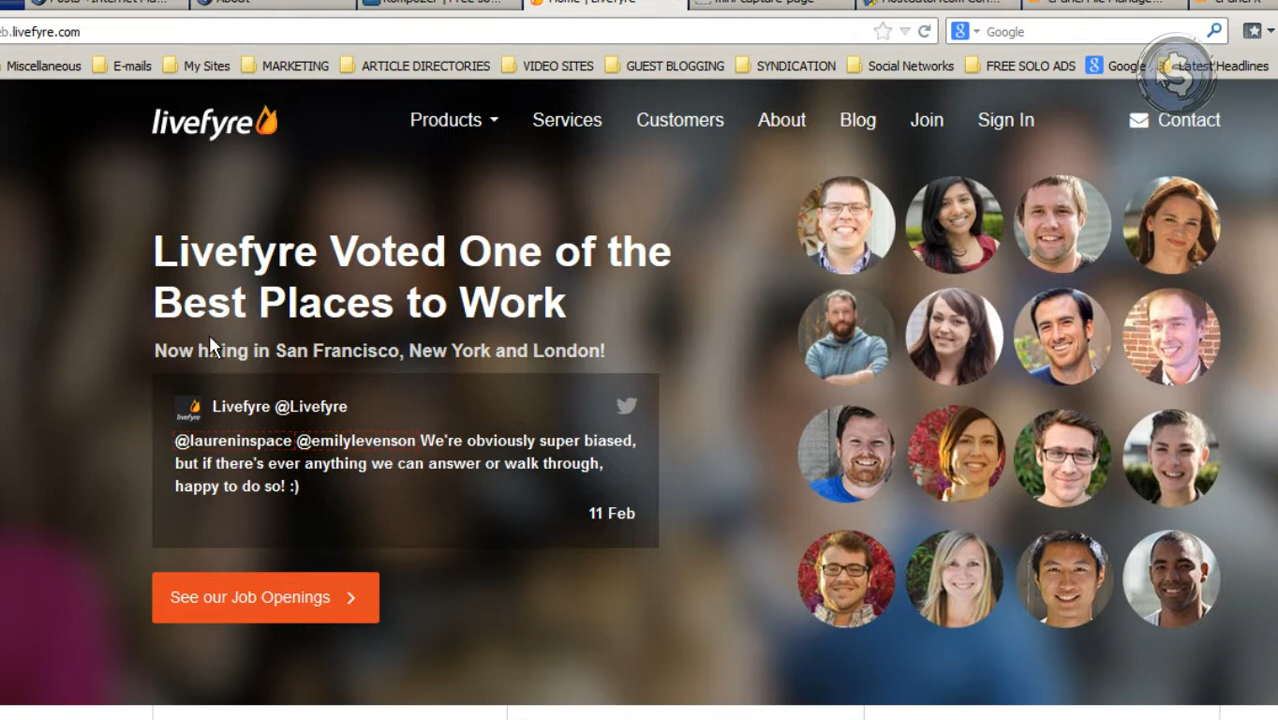 About
Home | Livefyre
b.livefyre.com
Google
Miscellaneous E-mails My Sites MARKETING ARTICLE DIRECTORIES VIDEO SITES GUEST BLOGGING SYNDICATION Social Networks FREE SOLO ADS Google Latest Headlines
livefyre Products Services Customers About Blog Join Sign In Contact
Livefyre Voted One of the
Best Places to Work
Now hiring in San Francisco, New York and London!
livefyre Livefyre @Livefyre
@laureninspace @emilylevenson We're obviously super biased,
but if there's ever anything we can answer or walk through,
happy to do so! :)
11 Feb
See our Job Openings